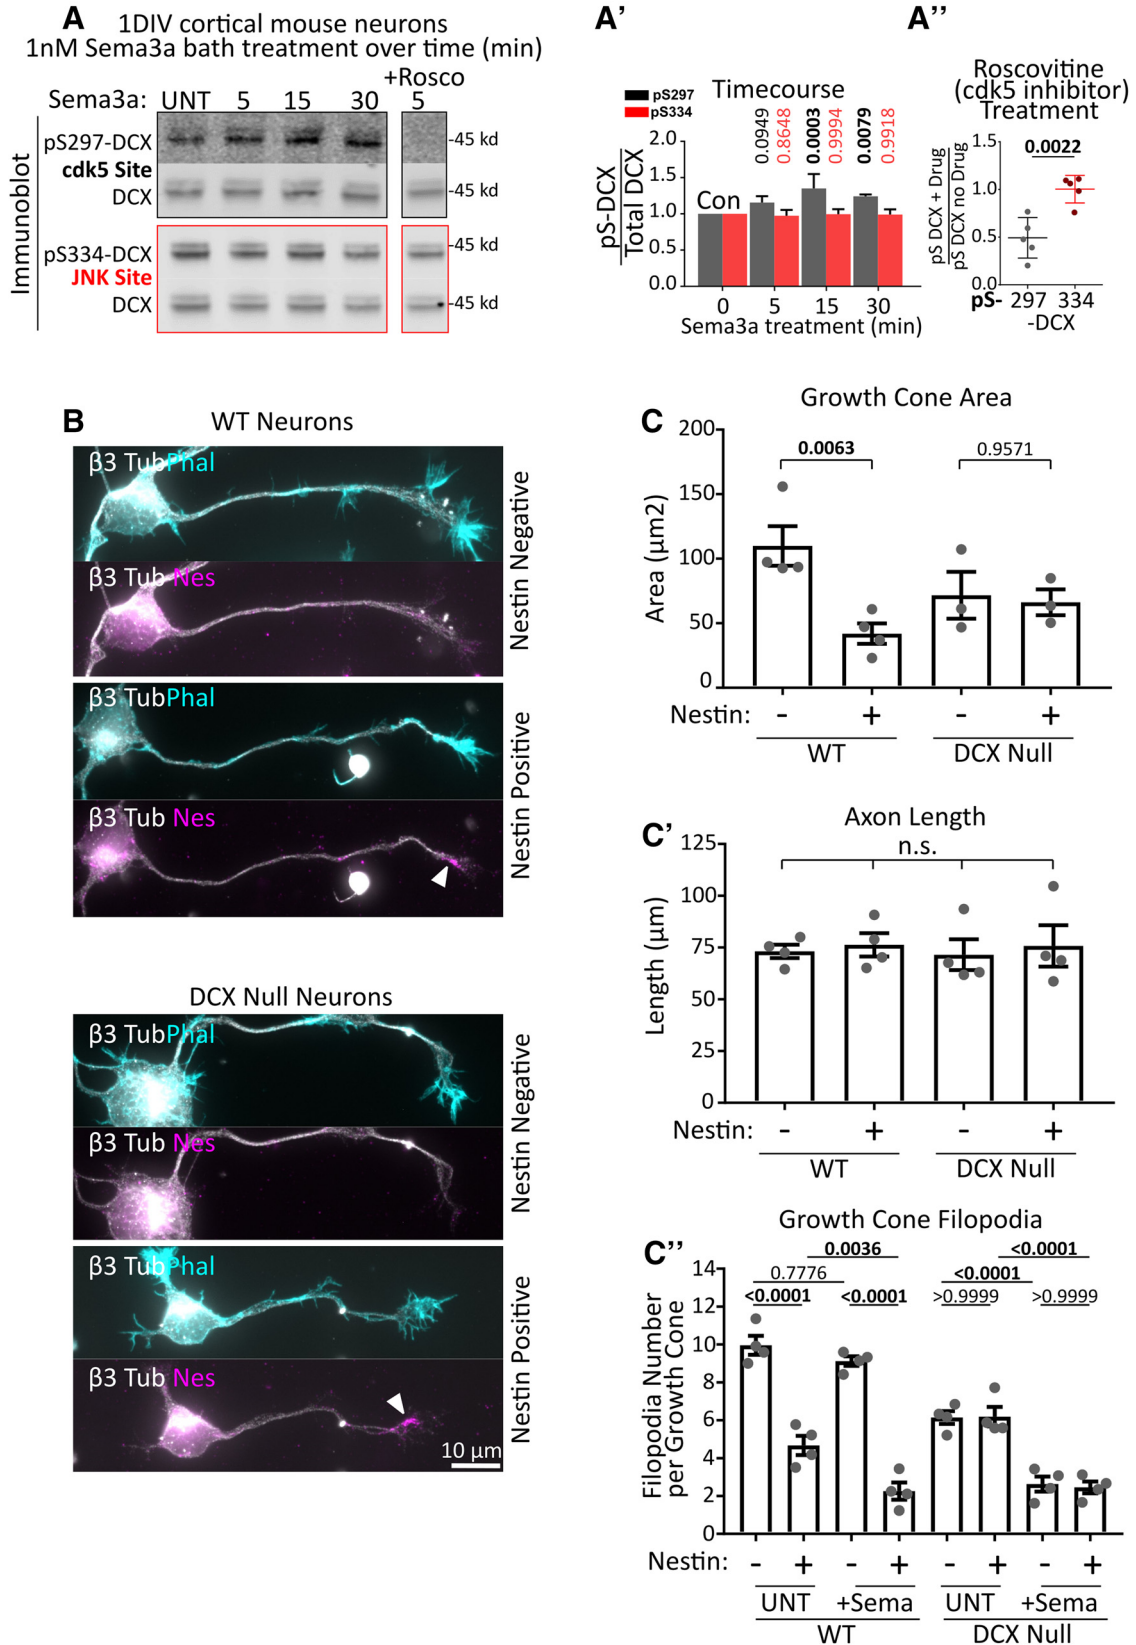 A
1DIV cortical mouse neurons
1nM Sema3a bath treatment over time (min)
+Rosco
Sema3a: UNT 5 15 30 5
Immunoblot
pS297-DCX
-45 kd
cdk5 Site
DCX
-45 kd
pS334-DCX
-45 kd
JNK Site
DCX
-45 kd
A'
pS297
pS334
Timecourse
0.0949 0.8648 0.0003 0.9994 0.0079 0.9918
pS-DCX
Total DCX
2.0
1.5
1.0
0.5
0.0
Con
0 5 15 30
Sema3a treatment (min)
A''
Roscovitine
(cdk5 inhibitor)
Treatment
pS DCX + Drug
pS DCX no Drug
1.5
1.0
0.5
0.0
0.0022
pS- 297 334
-DCX
B
WT Neurons
β3 TubPhal
β3 Tub Nes
Nestin Negative
β3 TubPhal
β3 Tub Nes
Nestin Positive
DCX Null Neurons
β3 TubPhal
β3 Tub Nes
Nestin Negative
β3 TubPhal
β3 Tub Nes
10 µm
Nestin Positive
C
Growth Cone Area
Area (µm2)
200
150
100
50
0
0.0063
0.9571
Nestin: - + - +
WT DCX Null
C'
Axon Length
n.s.
Length (µm)
125
100
75
50
25
0
Nestin: - + - +
WT DCX Null
C''
Growth Cone Filopodia
0.0036 <0.0001
0.7776 <0.0001
<0.0001 <0.0001 >0.9999 >0.9999
Filopodia Number
per Growth Cone
14
12
10
8
6
4
2
0
Nestin: - + - + - + - +
UNT +Sema UNT +Sema
WT DCX Null